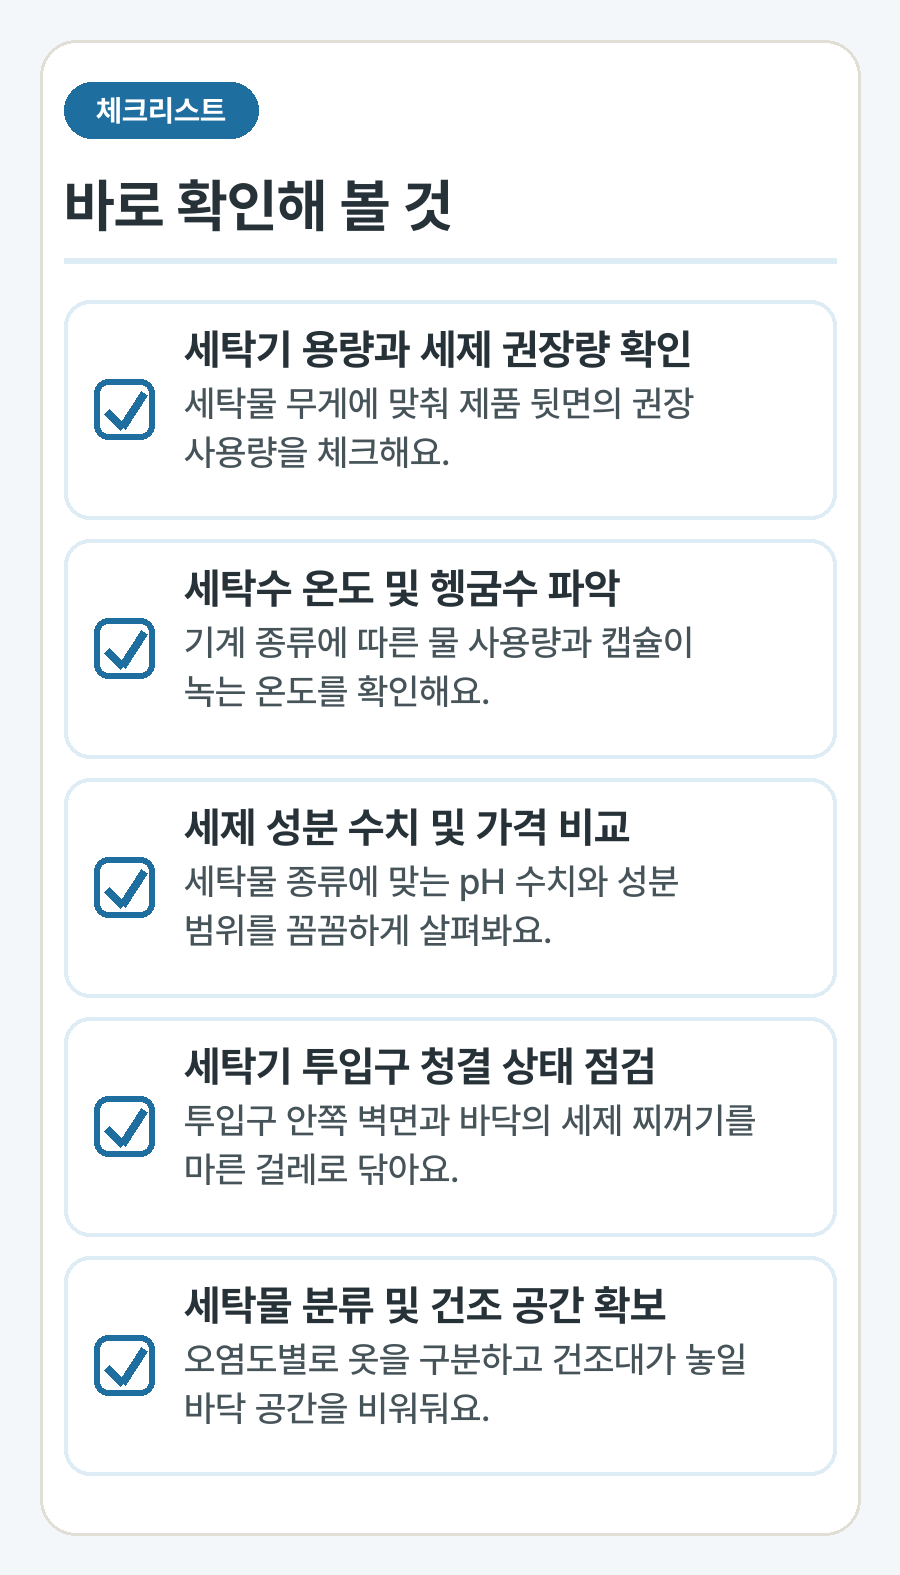 체크리스트
바로 확인해 볼 것
세탁기 용량과 세제 권장량 확인
세탁물 무게에 맞춰 제품 뒷면의 권장
사용량을 체크해요.
세탁수 온도 및 헹굼수 파악
기계 종류에 따른 물 사용량과 캡슐이
녹는 온도를 확인해요.
세제 성분 수치 및 가격 비교
세탁물 종류에 맞는 pH 수치와 성분
범위를 꼼꼼하게 살펴봐요.
세탁기 투입구 청결 상태 점검
투입구 안쪽 벽면과 바닥의 세제 찌꺼기를
마른 걸레로 닦아요.
세탁물 분류 및 건조 공간 확보
오염도별로 옷을 구분하고 건조대가 놓일
바닥 공간을 비워둬요.